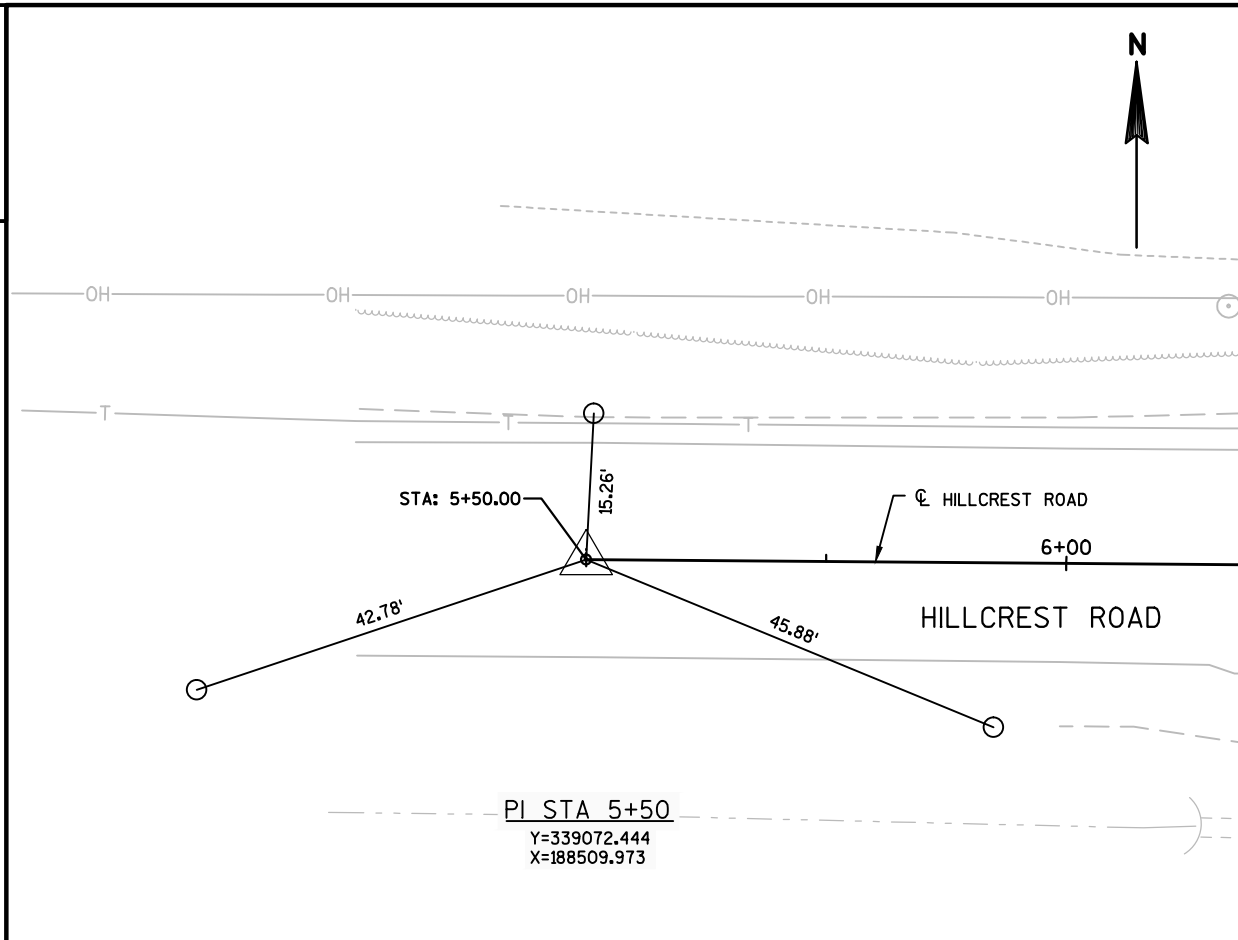 N
OH OH OH OH OH
T T T
15.26'
STA: 5+50.00
℄ HILLCREST ROAD
6+00
42.78'
45.88'
HILLCREST ROAD
PI STA 5+50
Y=339072.444
X=188509.973